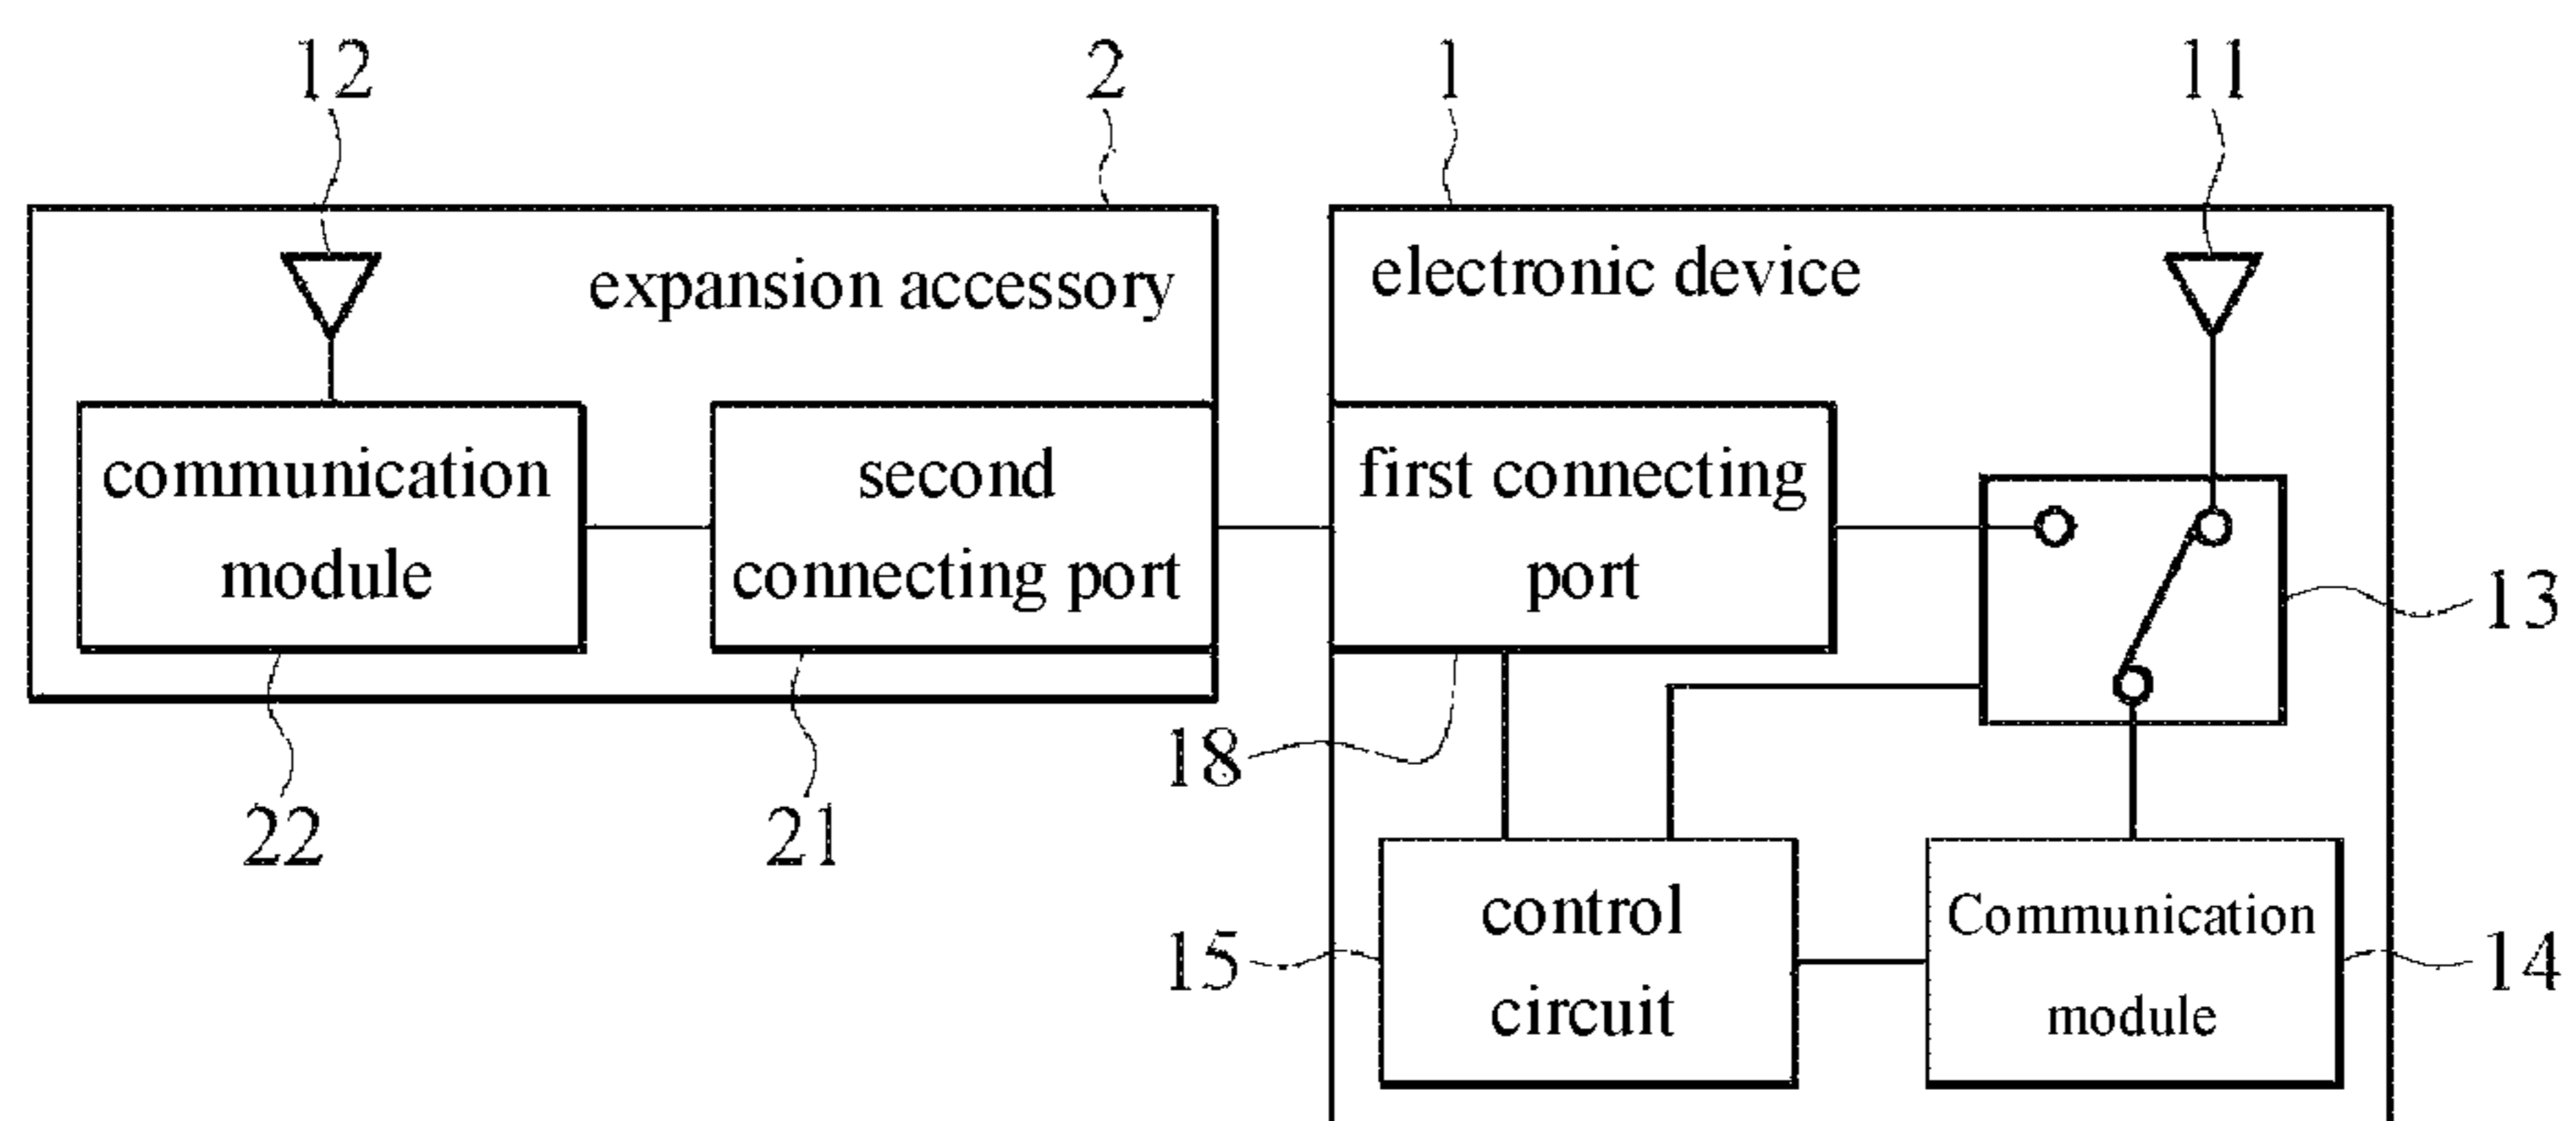 12
2
1
11
expansion accessory
electronic device
communication
module
second
connecting port
first connecting
port
13
18
22
21
control
circuit
Communication
module
15
14